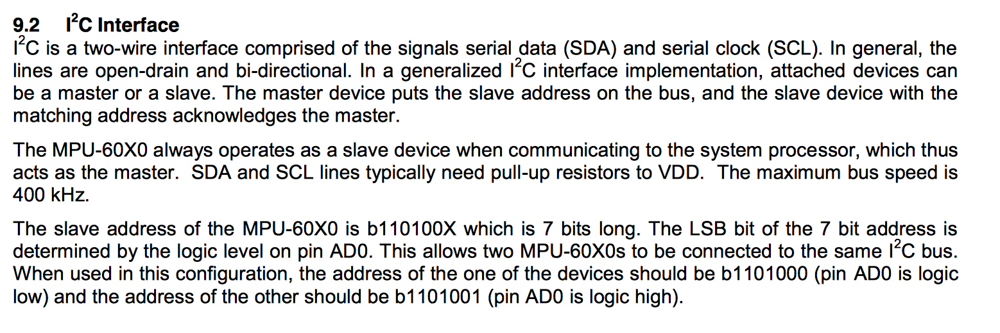 9.2 I²C Interface
I²C is a two-wire interface comprised of the signals serial data (SDA) and serial clock (SCL). In general, the
lines are open-drain and bi-directional. In a generalized I²C interface implementation, attached devices can
be a master or a slave. The master device puts the slave address on the bus, and the slave device with the
matching address acknowledges the master.
The MPU-60X0 always operates as a slave device when communicating to the system processor, which thus
acts as the master. SDA and SCL lines typically need pull-up resistors to VDD. The maximum bus speed is
400 kHz.
The slave address of the MPU-60X0 is b110100X which is 7 bits long. The LSB bit of the 7 bit address is
determined by the logic level on pin AD0. This allows two MPU-60X0s to be connected to the same I²C bus.
When used in this configuration, the address of the one of the devices should be b1101000 (pin AD0 is logic
low) and the address of the other should be b1101001 (pin AD0 is logic high).